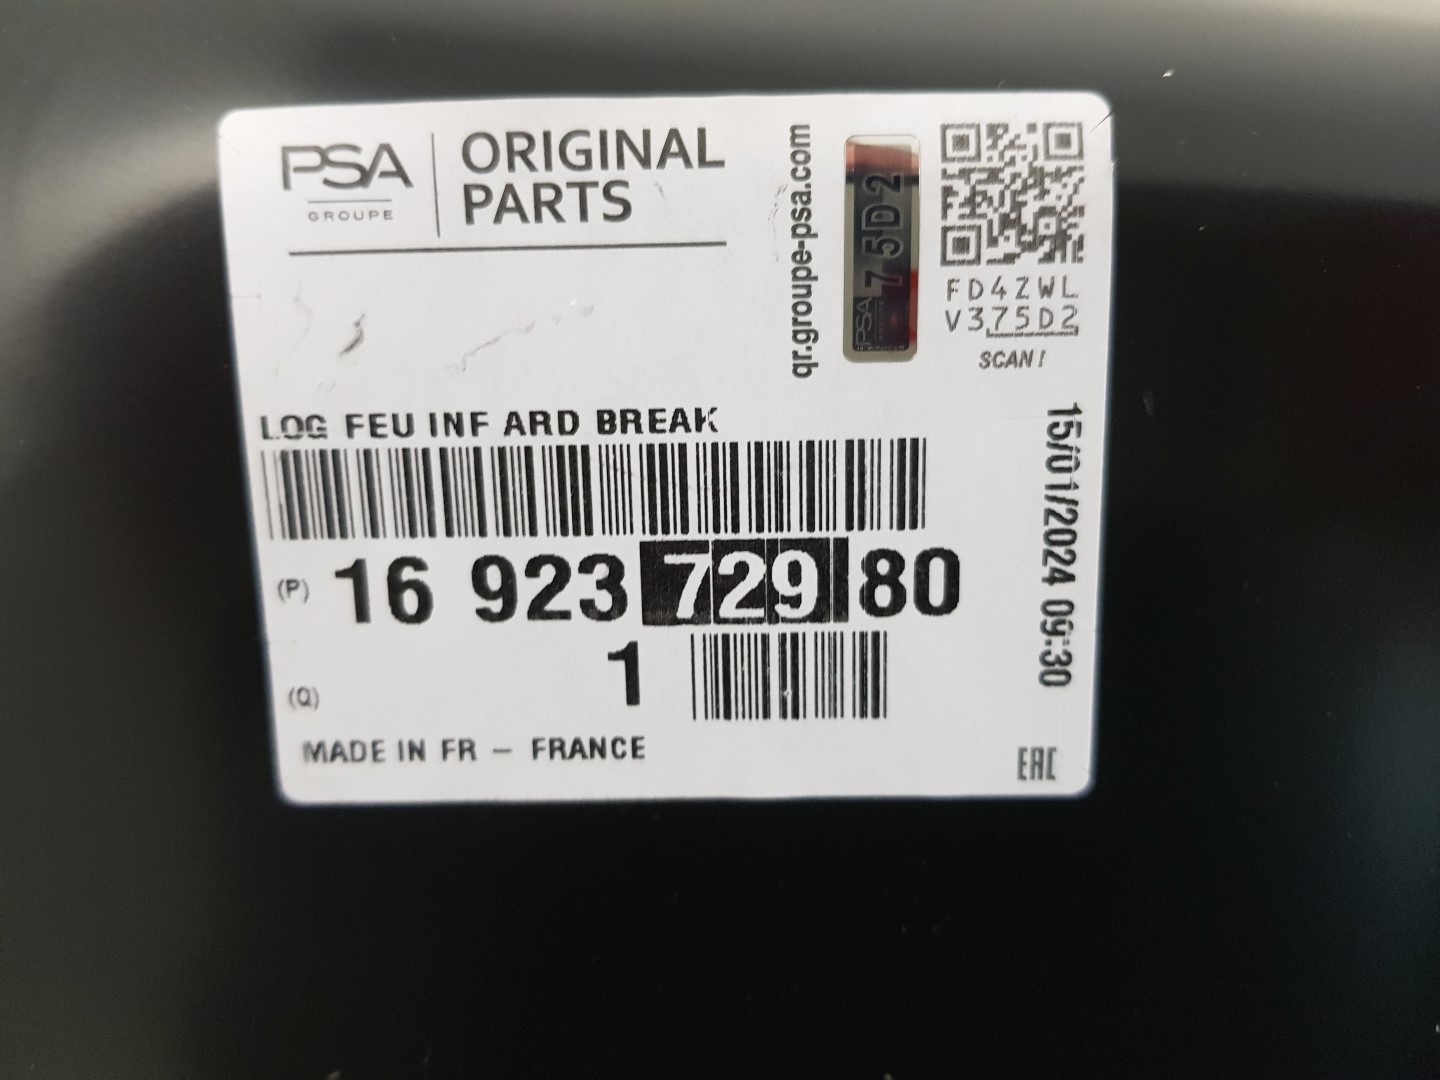 PSA
GROUPE
ORIGINAL
PARTS
qr.groupe-psa.com
75D2
PSA
FD4ZWL
V375D2
SCAN!
LOG FEU INF ARD BREAK
15/01/2024 09:30
(P) 16 923 729 80
(Q) 1
MADE IN FR – FRANCE
EAC